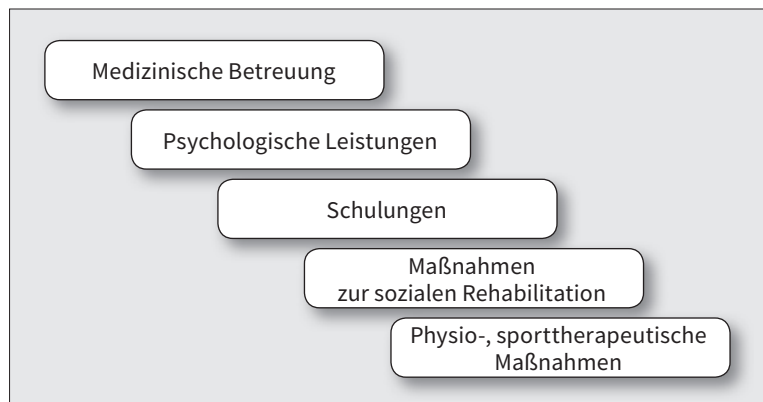 Medizinische Betreuung
Psychologische Leistungen
Schulungen
Maßnahmen
zur sozialen Rehabilitation
Physio-, sporttherapeutische
Maßnahmen